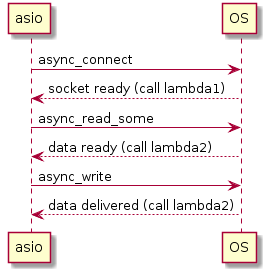 asio OS
async_connect
socket ready (call lambda1)
async_read_some
data ready (call lambda2)
async_write
data delivered (call lambda2)
asio OS